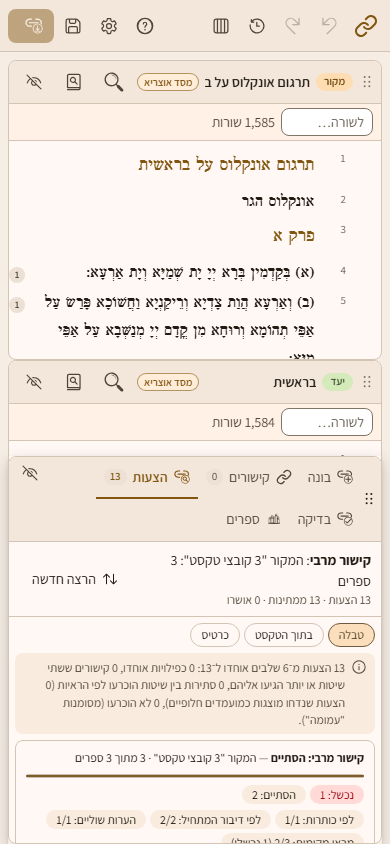 מקור
תרגום אונקלוס על ב
מסד אוצריא
לשורה...
1,585 שורות
1
תרגום אונקלוס על בראשית
2
אונקלוס הגר
3
פרק א
4
(א) בְּקַדְמִין בְּרָא יְיָ יָת שְׁמַיָּא וְיָת אַרְעָא:
1
5
(ב) וְאַרְעָא הֲוַת צָדְיָא וְרֵיקַנְיָא וַחֲשׁוֹכָא פָּרֵשׂ עַל
1
אַפֵּי תְהוֹמָא וְרוּחָא מִן קֳדָם יְיָ מְנַשְּׁבָא עַל אַפֵּי
מַיָּא:
יעד
בראשית
מסד אוצריא
לשורה...
1,584 שורות
בונה
קישורים 0
הצעות 13
בדיקה
ספרים
קישור מרבי: המקור "3 קובצי טקסט": 3
ספרים
הרצה חדשה
13 הצעות · 13 ממתינות · 0 אושרו
טבלה
בתוך הטקסט
כרטיס
13 הצעות מ־6 שלבים אוחדו ל־13: 0 כפילויות אוחדו, 0 קישורים ששתי
שיטות או יותר הגיעו אליהם, 0 סתירות בין שיטות הוכרעו לפי הראיות (0
הצעות שנדחו מוצגות כמועמדים חלופיים), 0 לא הוכרעו (מסומנות
"עמומה").
קישור מרבי: הסתיים — המקור "3 קובצי טקסט" · 3 מתוך 3 ספרים
נכשל: 1
הסתיים: 2
לפי כותרות: 1/1
לפי דיבור המתחיל: 2/2
הערות שוליים: 1/1